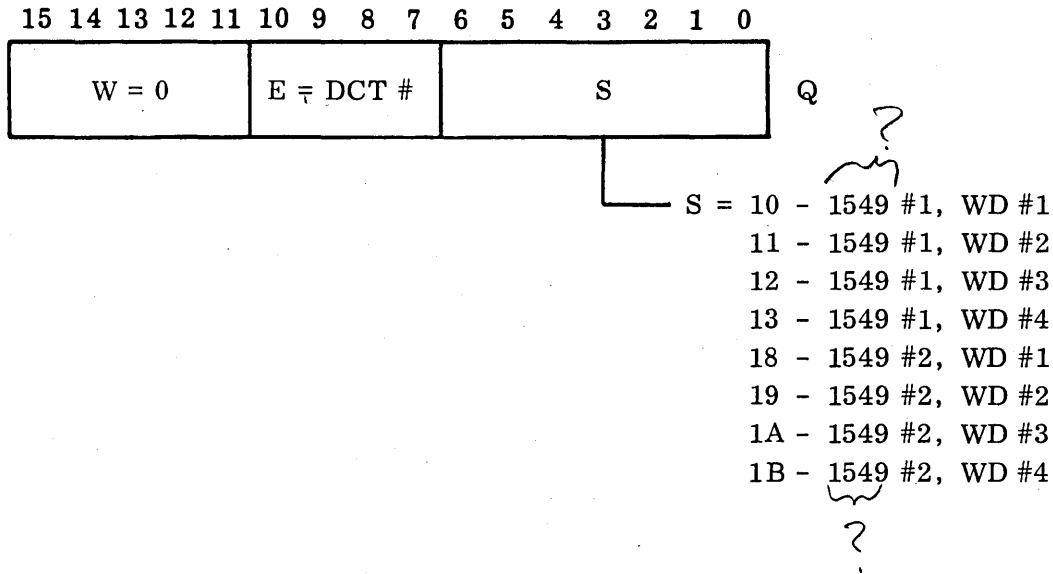 15 14 13 12 11 10 9 8 7 6 5 4 3 2 1 0
W = 0 E = DCT # S Q
?
S = 10 - 1549 #1, WD #1
11 - 1549 #1, WD #2
12 - 1549 #1, WD #3
13 - 1549 #1, WD #4
18 - 1549 #2, WD #1
19 - 1549 #2, WD #2
1A - 1549 #2, WD #3
1B - 1549 #2, WD #4
?